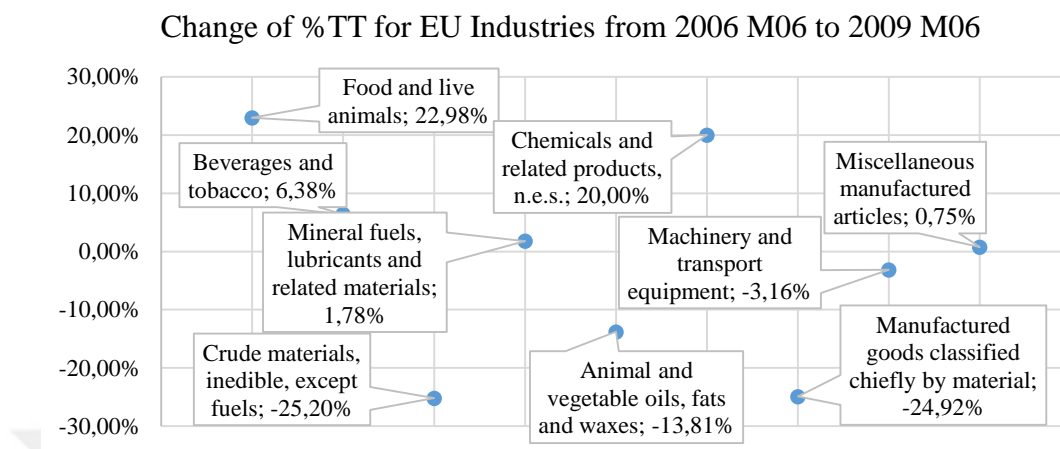 Change of %TT for EU Industries from 2006 M06 to 2009 M06
30,00%
20,00%
10,00%
0,00%
-10,00%
-20,00%
-30,00%
Food and live
animals; 22,98%
Beverages and
tobacco; 6,38%
Crude materials,
inedible, except
fuels; -25,20%
Mineral fuels,
lubricants and
related materials;
1,78%
Animal and
vegetable oils, fats
and waxes; -13,81%
Chemicals and
related products,
n.e.s.; 20,00%
Manufactured
goods classified
chiefly by material;
-24,92%
Machinery and
transport
equipment; -3,16%
Miscellaneous
manufactured
articles; 0,75%